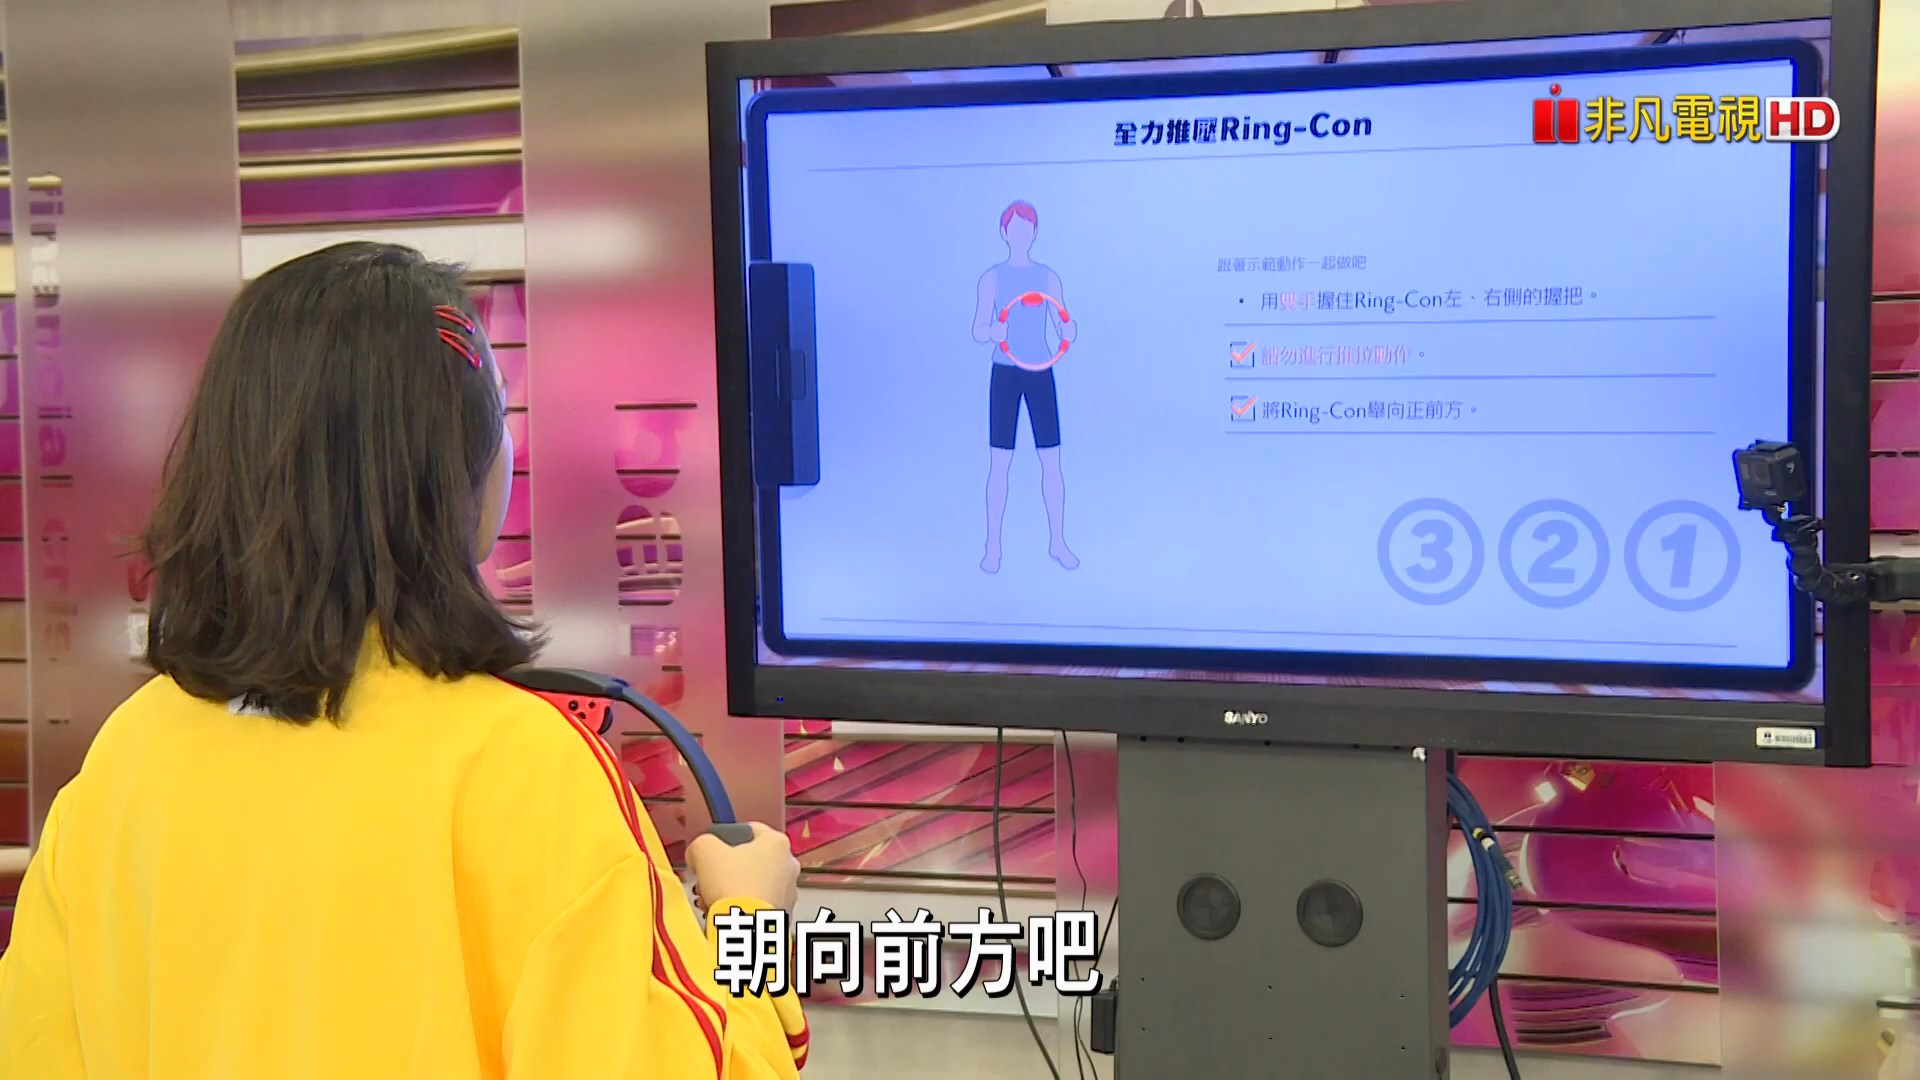 全力推壓Ring-Con
非凡電視HD
跟著示範動作一起做吧
・用雙手握住Ring-Con左、右側的握把。
請勿進行推拉動作。
將Ring-Con舉向正前方。
3 2 1
SANYO
朝向前方吧
financial crisis